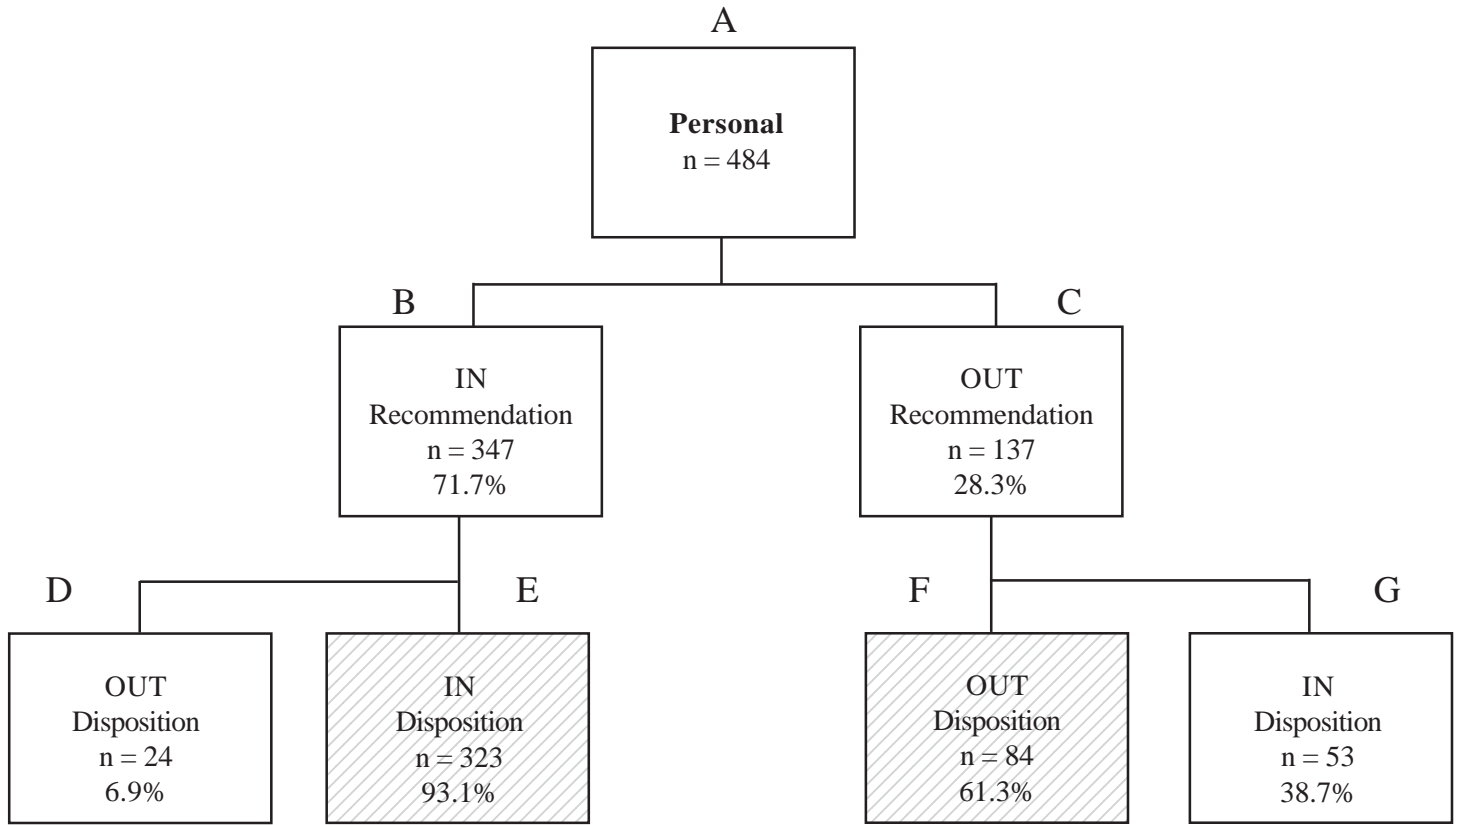 A
Personal
n = 484
B
IN
Recommendation
n = 347
71.7%
C
OUT
Recommendation
n = 137
28.3%
D
OUT
Disposition
n = 24
6.9%
E
IN
Disposition
n = 323
93.1%
F
OUT
Disposition
n = 84
61.3%
G
IN
Disposition
n = 53
38.7%